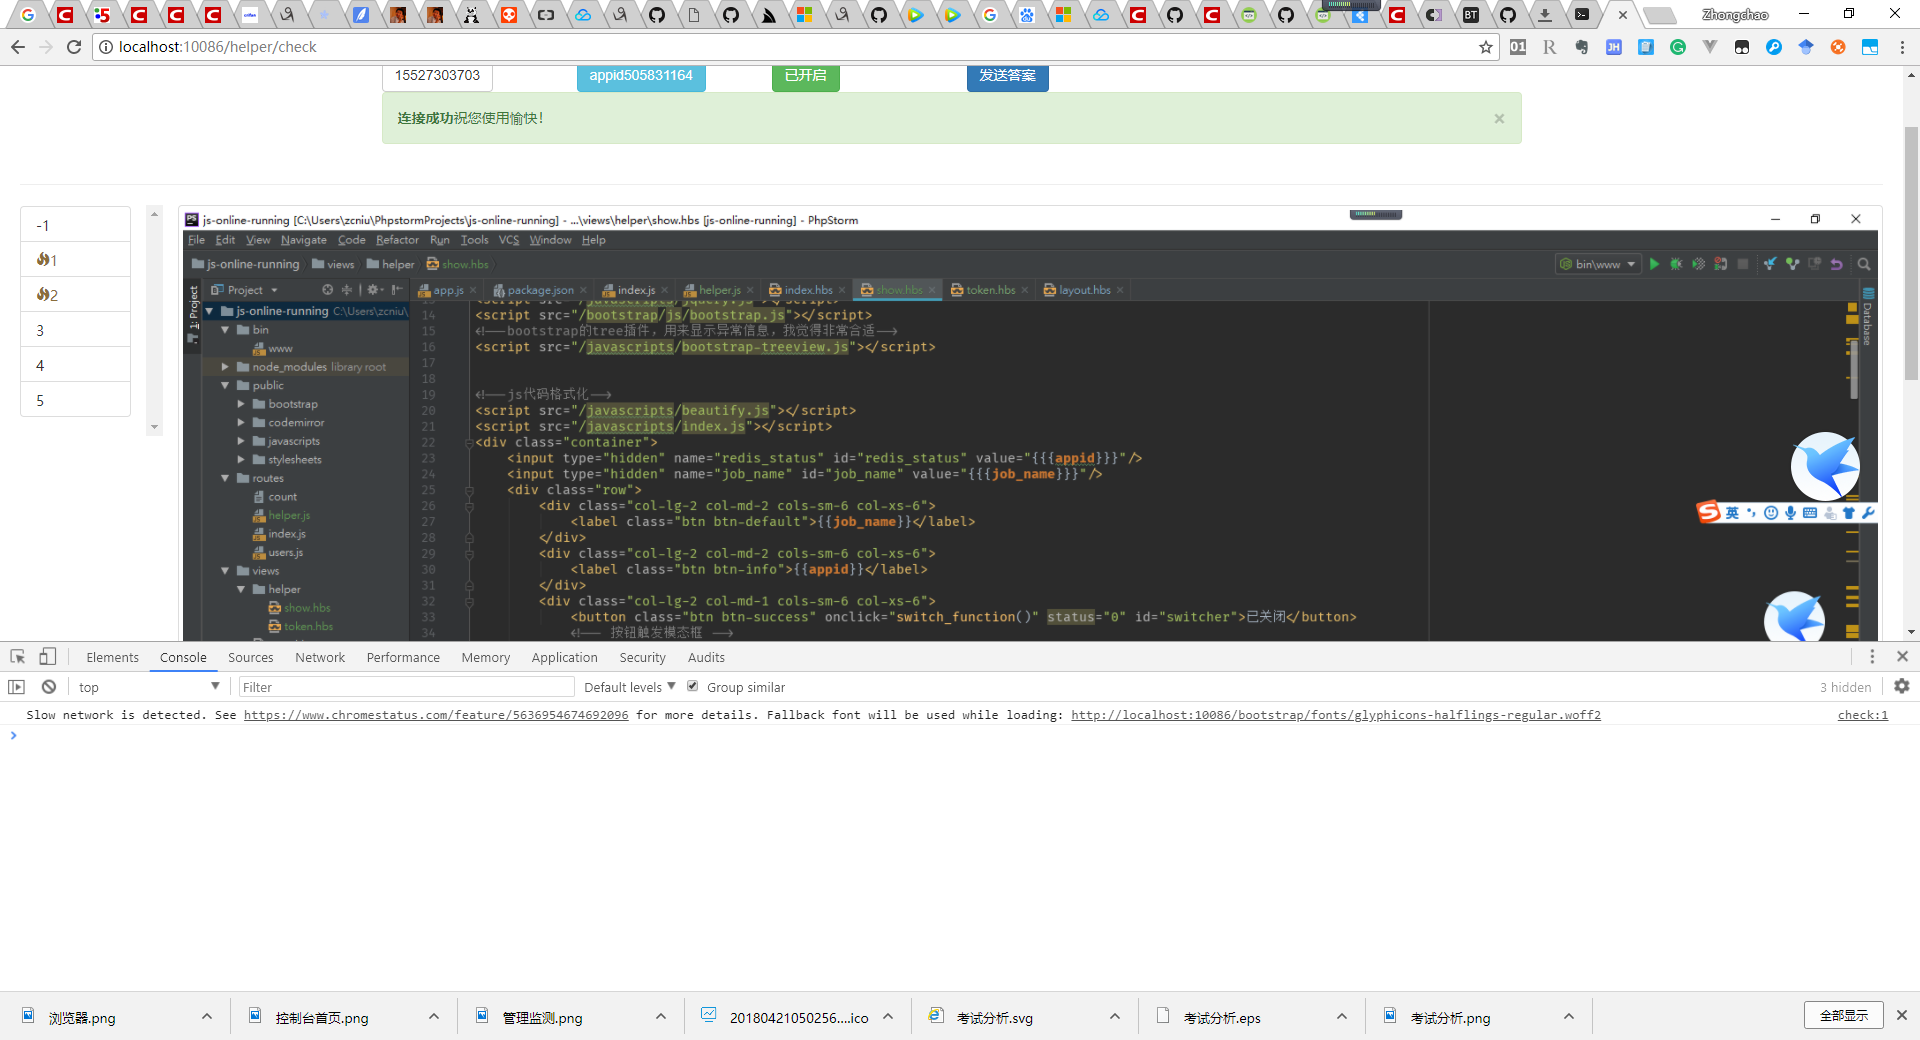 Zhongchao
localhost:10086/helper/check
15527303703
appid505831164
已开启
发送答案
连接成功祝您使用愉快！
×
-1
1
2
3
4
5
js-online-running [C:\Users\zcniu\PhpstormProjects\js-online-running] - ...\views\helper\show.hbs [js-online-running] - PhpStorm
File Edit View Navigate Code Refactor Run Tools VCS Window Help
js-online-running views helper show.hbs
bin\www
Project
app.js package.json index.js helper.js index.hbs show.hbs token.hbs layout.hbs
1: Project
Database
js-online-running C:\Users\zcniu\
bin
www
node_modules library root
public
bootstrap
codemirror
javascripts
stylesheets
routes
count
helper.js
index.js
users.js
views
helper
show.hbs
token.hbs
14 <script src="/bootstrap/js/bootstrap.js"></script>
15 <!--bootstrap的tree插件，用来显示异常信息，我觉得非常合适-->
16 <script src="/javascripts/bootstrap-treeview.js"></script>
17
18
19 <!--js代码格式化-->
20 <script src="/javascripts/beautify.js"></script>
21 <script src="/javascripts/index.js"></script>
22 <div class="container">
23 <input type="hidden" name="redis_status" id="redis_status" value="{{{appid}}}"/>
24 <input type="hidden" name="job_name" id="job_name" value="{{{job_name}}}"/>
25 <div class="row">
26 <div class="col-lg-2 col-md-2 cols-sm-6 col-xs-6">
27 <label class="btn btn-default">{{job_name}}</label>
28 </div>
29 <div class="col-lg-2 col-md-2 cols-sm-6 col-xs-6">
30 <label class="btn btn-info">{{appid}}</label>
31 </div>
32 <div class="col-lg-2 col-md-1 cols-sm-6 col-xs-6">
33 <button class="btn btn-success" onclick="switch_function()" status="0" id="switcher">已关闭</button>
34 <!-- 按钮触发模态框 -->
英
Elements Console Sources Network Performance Memory Application Security Audits
top Filter Default levels Group similar 3 hidden
Slow network is detected. See https://www.chromestatus.com/feature/5636954674692096 for more details. Fallback font will be used while loading: http://localhost:10086/bootstrap/fonts/glyphicons-halflings-regular.woff2 check:1
浏览器.png
控制台首页.png
管理监测.png
20180421050256....ico
考试分析.svg
考试分析.eps
考试分析.png
全部显示